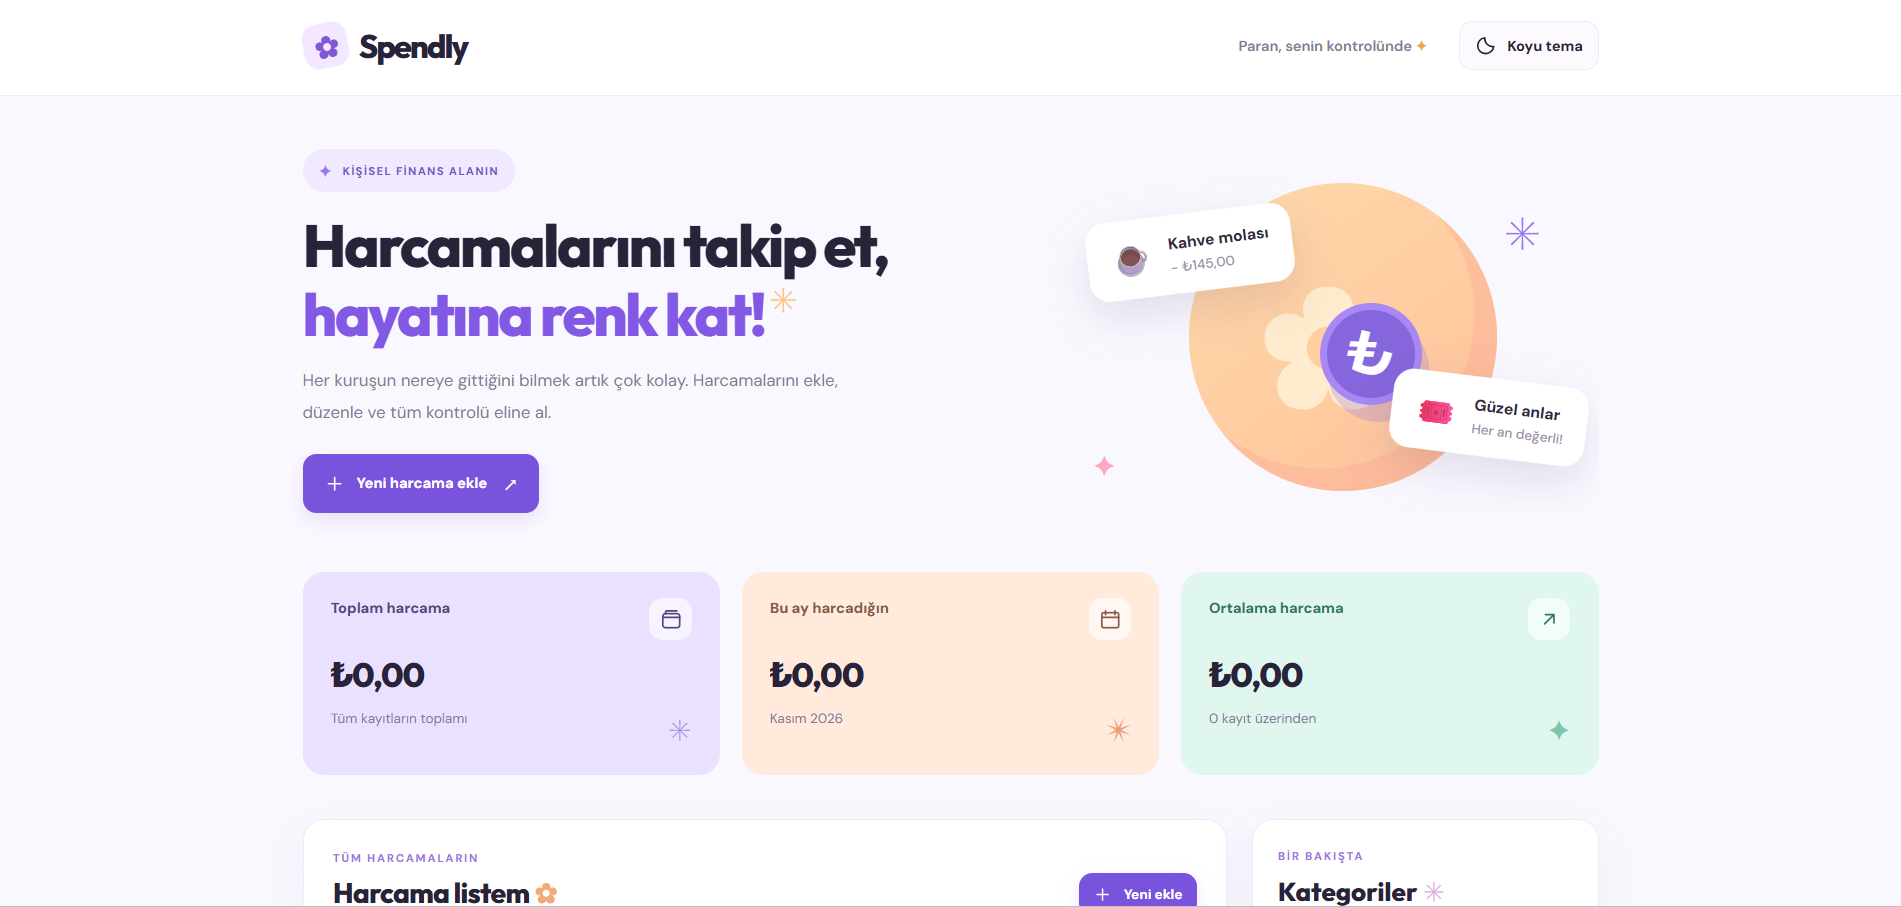 Spendly
Paran, senin kontrolünde
Koyu tema
KİŞİSEL FİNANS ALANIN
Harcamalarını takip et,
hayatına renk kat!
Her kuruşun nereye gittiğini bilmek artık çok kolay. Harcamalarını ekle,
düzenle ve tüm kontrolü eline al.
Yeni harcama ekle ↗
Kahve molası
- ₺145,00
₺
Güzel anlar
Her an değerli!
Toplam harcama
₺0,00
Tüm kayıtların toplamı
Bu ay harcadığın
₺0,00
Kasım 2026
Ortalama harcama
₺0,00
0 kayıt üzerinden
TÜM HARCAMALARIN
Harcama listem
Yeni ekle
BİR BAKIŞTA
Kategoriler